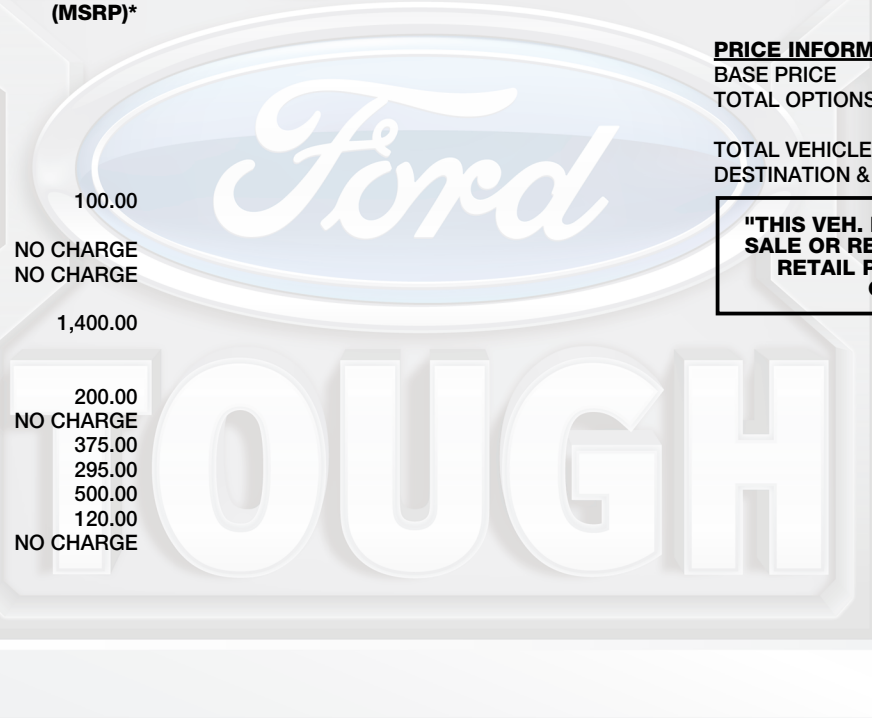 (MSRP)*
100.00
NO CHARGE
NO CHARGE
1,400.00
200.00
NO CHARGE
375.00
295.00
500.00
120.00
NO CHARGE
PRICE INFORM
BASE PRICE
TOTAL OPTIONS
TOTAL VEHICLE
DESTINATION &
"THIS VEH.
SALE OR RE
RETAIL P
Ford
TOUGH